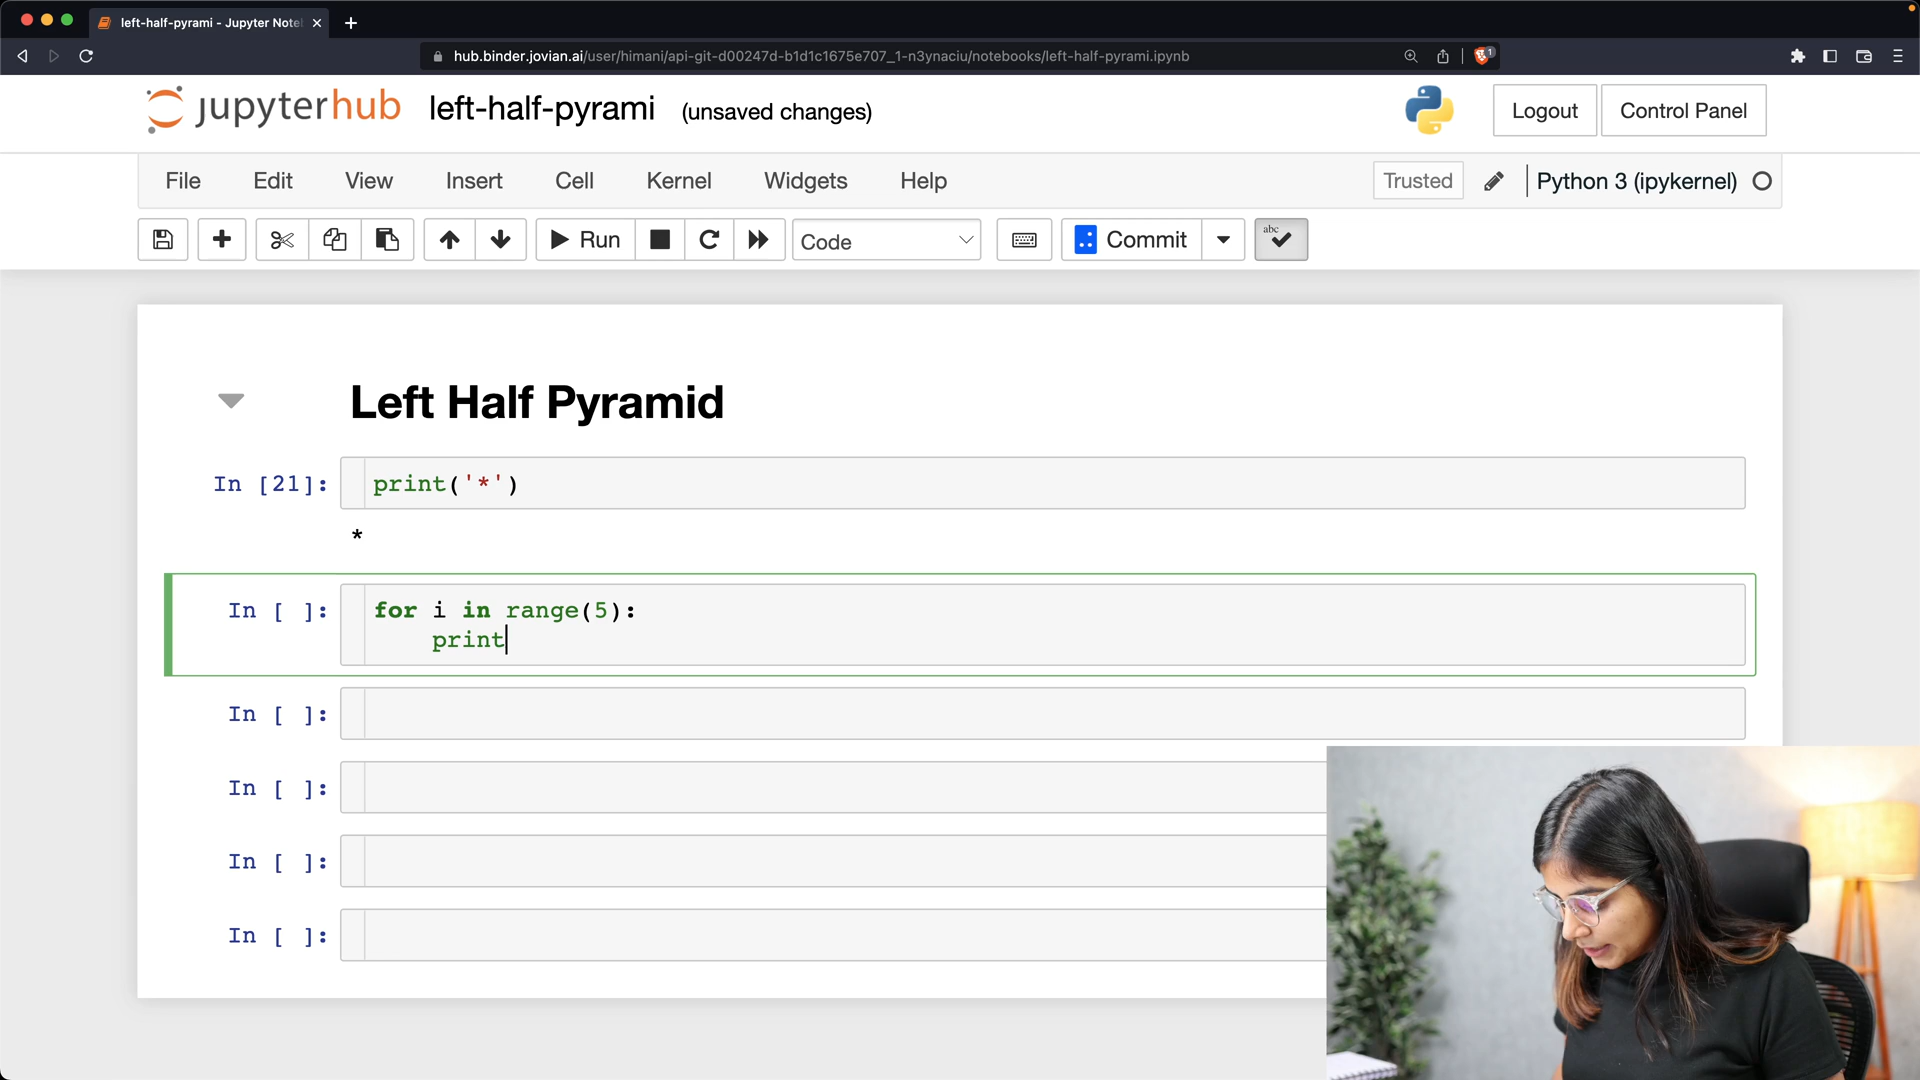 left-half-pyrami - Jupyter Note
hub.binder.jovian.ai/user/himani/api-git-d00247d-b1d1c1675e707_1-n3ynaciu/notebooks/left-half-pyrami.ipynb
1
jupyterhub left-half-pyrami (unsaved changes)
Logout
Control Panel
File Edit View Insert Cell Kernel Widgets Help
Trusted
Python 3 (ipykernel)
Run
Code
Commit
abc
Left Half Pyramid
In [21]: print('*')
*
In [ ]: for i in range(5):
print
In [ ]:
In [ ]:
In [ ]:
In [ ]: